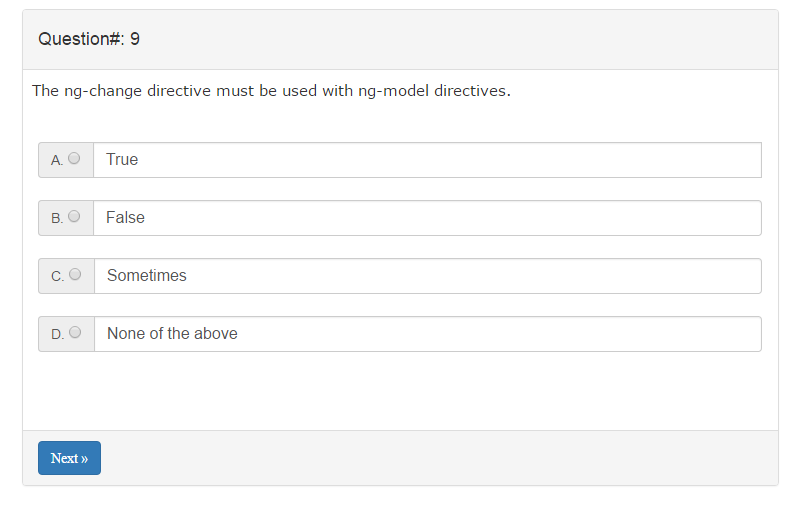 Question#: 9
The ng-change directive must be used with ng-model directives.
A. True
B. False
C. Sometimes
D. None of the above
Next »